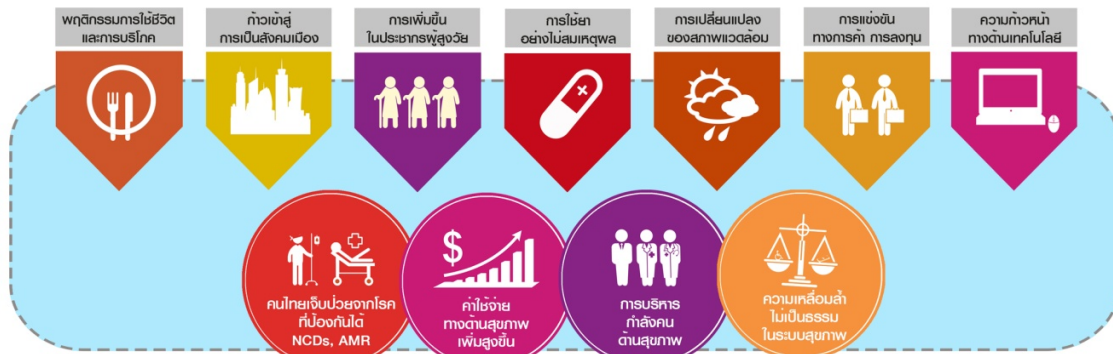 พฤติกรรมการใช้ชีวิต
และการบริโภค
ก้าวเข้าสู่
การเป็นสังคมเมือง
การเพิ่มขึ้น
ในประชากรผู้สูงวัย
การใช้ยา
อย่างไม่สมเหตุผล
การเปลี่ยนแปลง
ของสภาพแวดล้อม
การแข่งขัน
ทางการค้า การลงทุน
ความก้าวหน้า
ทางด้านเทคโนโลยี
คนไทยเจ็บป่วยจากโรค
ที่ป้องกันได้
NCDs, AMR
$
ค่าใช้จ่าย
ทางด้านสุขภาพ
เพิ่มสูงขึ้น
การบริหาร
กำลังคน
ด้านสุขภาพ
ความเหลื่อมล้ำ
ไม่เป็นธรรม
ในระบบสุขภาพ